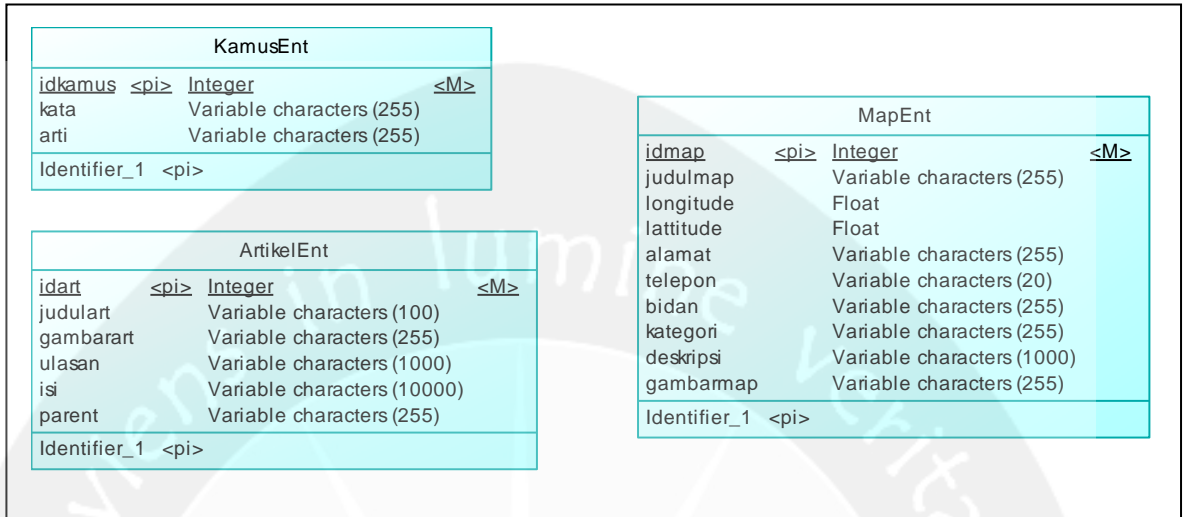 KamusEnt
idkamus <pi> Integer <M>
kata Variable characters (255)
arti Variable characters (255)
Identifier_1 <pi>
ArtikelEnt
idart <pi> Integer <M>
judulart Variable characters (100)
gambarart Variable characters (255)
ulasan Variable characters (1000)
isi Variable characters (10000)
parent Variable characters (255)
Identifier_1 <pi>
MapEnt
idmap <pi> Integer <M>
judulmap Variable characters (255)
longitude Float
lattitude Float
alamat Variable characters (255)
telepon Variable characters (20)
bidan Variable characters (255)
kategori Variable characters (255)
deskripsi Variable characters (1000)
gambarmap Variable characters (255)
Identifier_1 <pi>
in lumine